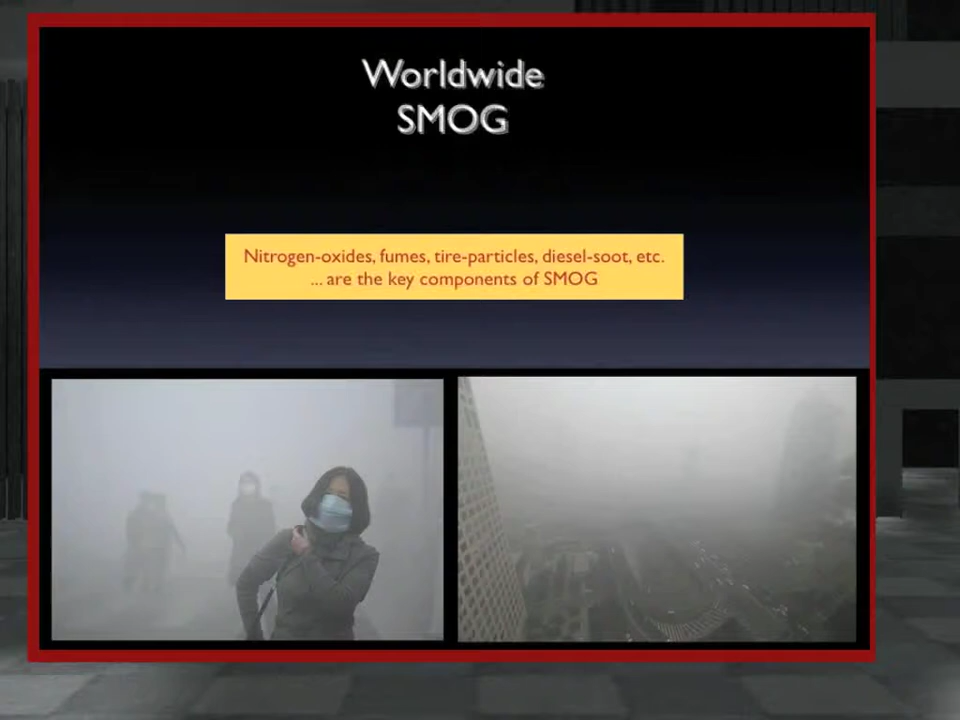 Worldwide
SMOG
Nitrogen-oxides, fumes, tire-particles, diesel-soot, etc.
... are the key components of SMOG